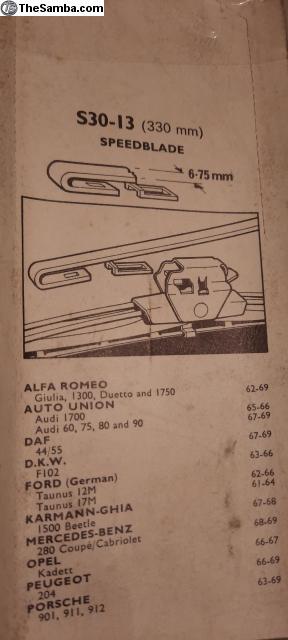 TheSamba.com
S30-13 (330 mm)
SPEEDBLADE
6·75mm
ALFA ROMEO
Giulia, 1300, Duetto and 1750 62-69
AUTO UNION
Audi 1700 65-66
Audi 60, 75, 80 and 90 67-69
DAF
44/55 67-69
D.K.W.
F102 63-66
FORD (German)
Taunus 12M 62-66
Taunus 17M 61-64
KARMANN-GHIA
1500 Beetle 67-68
MERCEDES-BENZ
280 Coupé/Cabriolet 68-69
OPEL
Kadett 66-67
PEUGEOT
204 66-69
PORSCHE
901, 911, 912 63-69